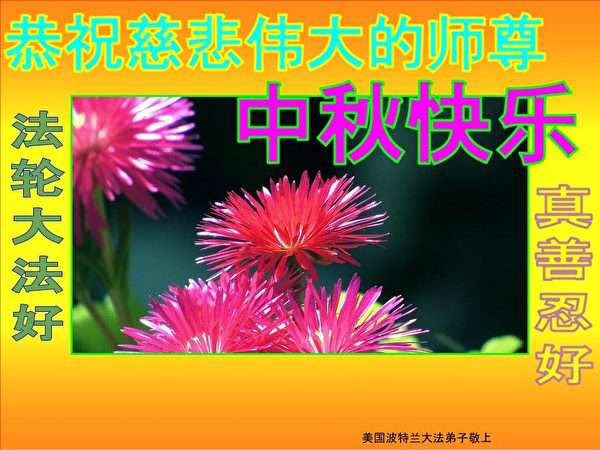 恭祝慈悲伟大的师尊
中秋快乐
法轮大法好
真善忍好
美国波特兰大法弟子敬上